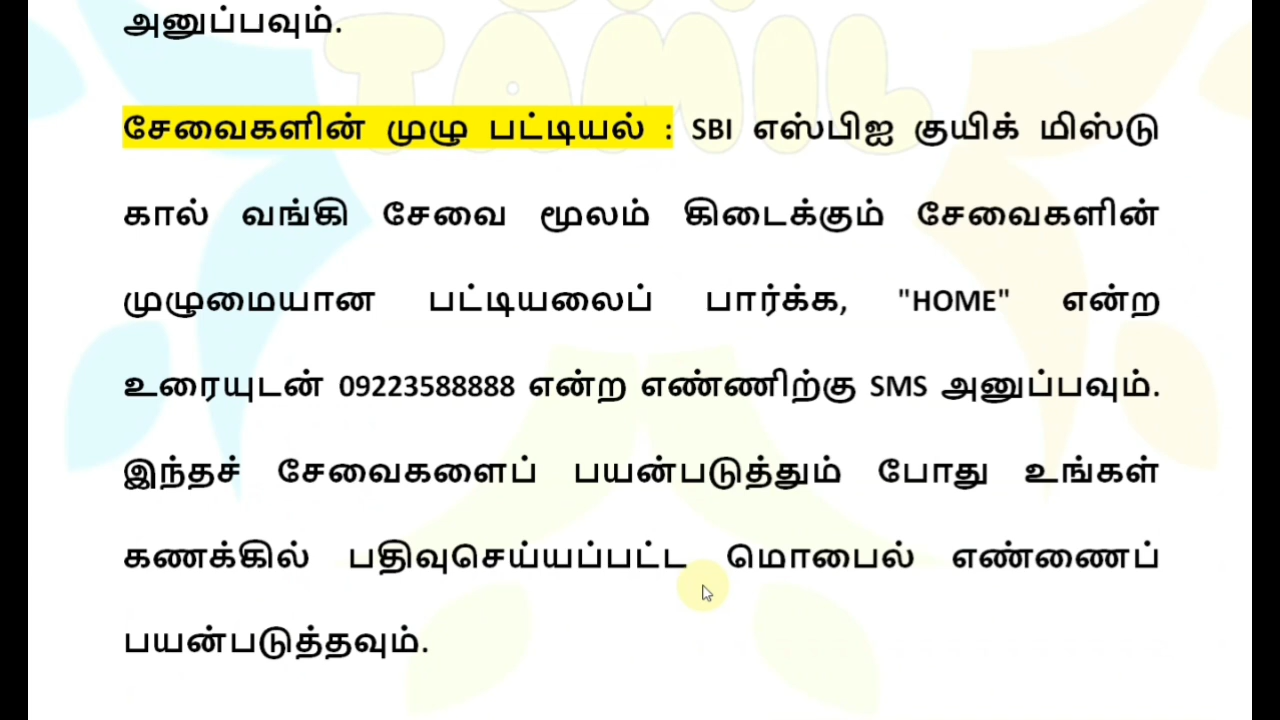 அனுப்பவும்.
சேவைகளின் முழு பட்டியல் : SBI எஸ்பிஐ குயிக் மிஸ்டு
கால் வங்கி சேவை மூலம் கிடைக்கும் சேவைகளின்
முழுமையான பட்டியலைப் பார்க்க, "HOME" என்ற
உரையுடன் 09223588888 என்ற எண்ணிற்கு SMS அனுப்பவும்.
இந்தச் சேவைகளைப் பயன்படுத்தும் போது உங்கள்
கணக்கில் பதிவுசெய்யப்பட்ட மொபைல் எண்ணைப்
பயன்படுத்தவும்.
TAMIL